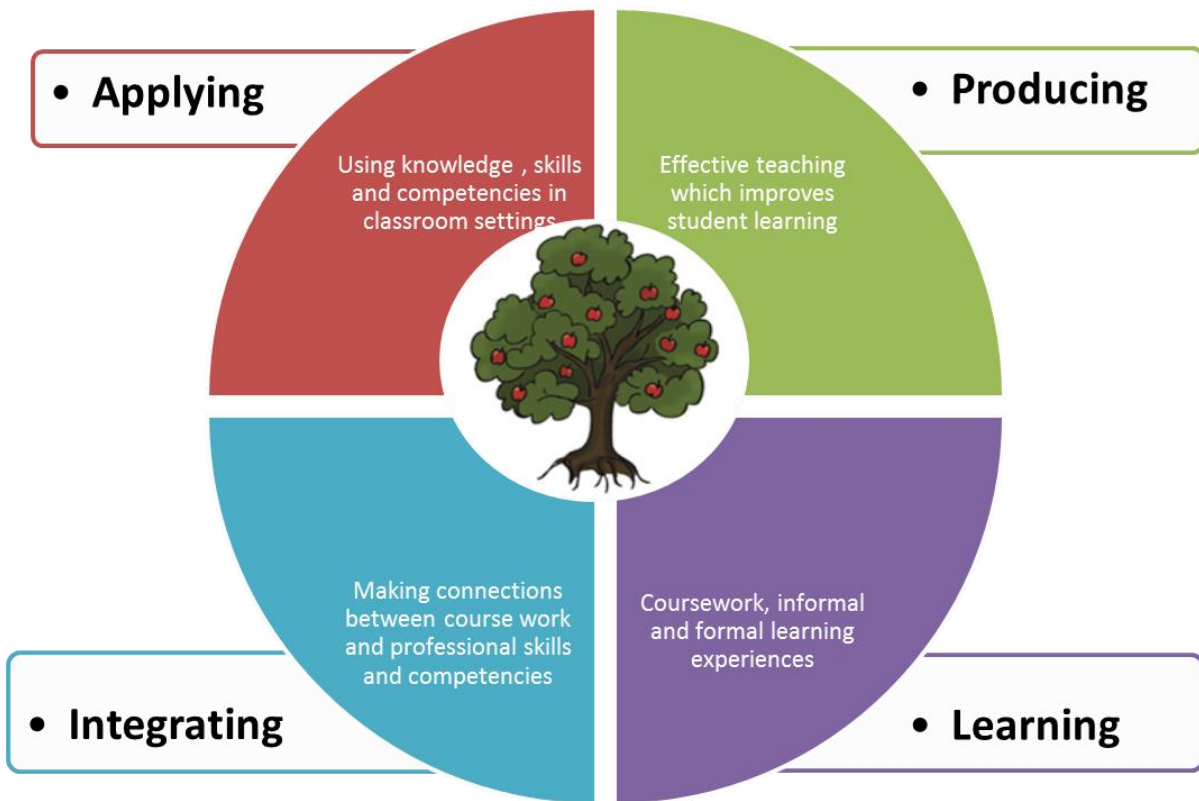 • Applying
Using knowledge , skills
and competencies in
classroom settings
• Producing
Effective teaching
which improves
student learning
• Integrating
Making connections
between course work
and professional skills
and competencies
• Learning
Coursework, informal
and formal learning
experiences